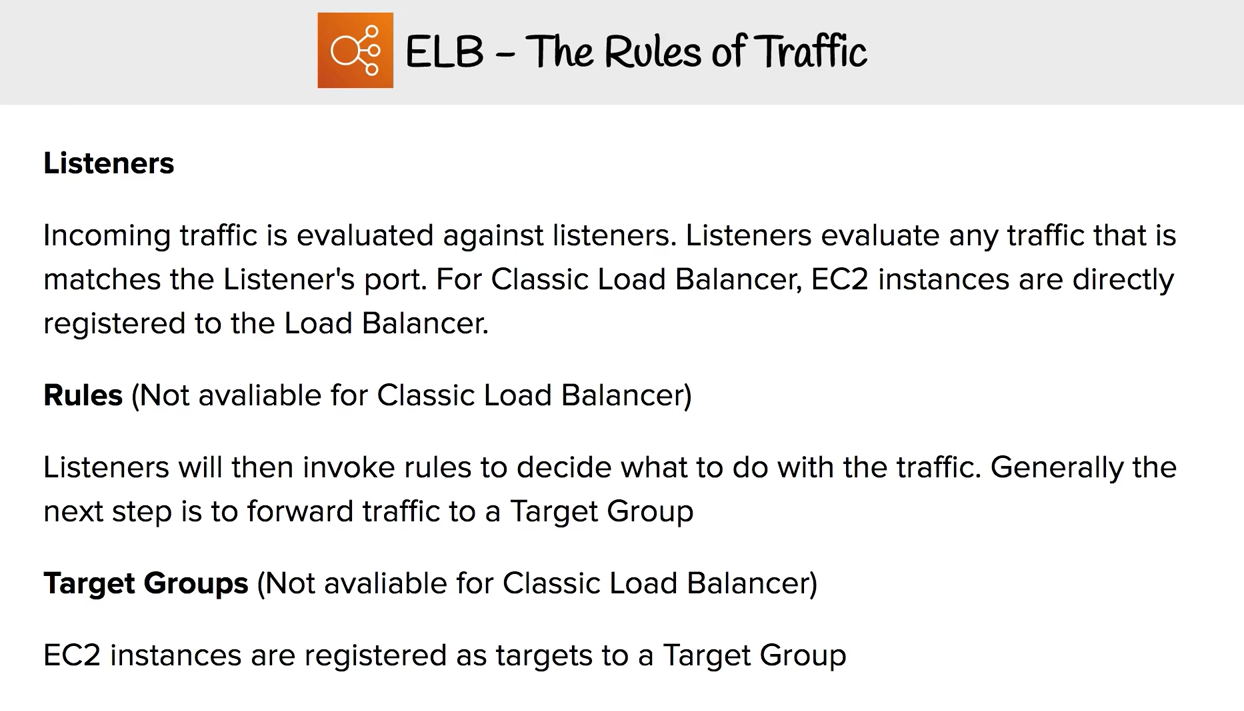 ELB – The Rules of Traffic
Listeners
Incoming traffic is evaluated against listeners. Listeners evaluate any traffic that is
matches the Listener's port. For Classic Load Balancer, EC2 instances are directly
registered to the Load Balancer.
Rules (Not avaliable for Classic Load Balancer)
Listeners will then invoke rules to decide what to do with the traffic. Generally the
next step is to forward traffic to a Target Group
Target Groups (Not avaliable for Classic Load Balancer)
EC2 instances are registered as targets to a Target Group